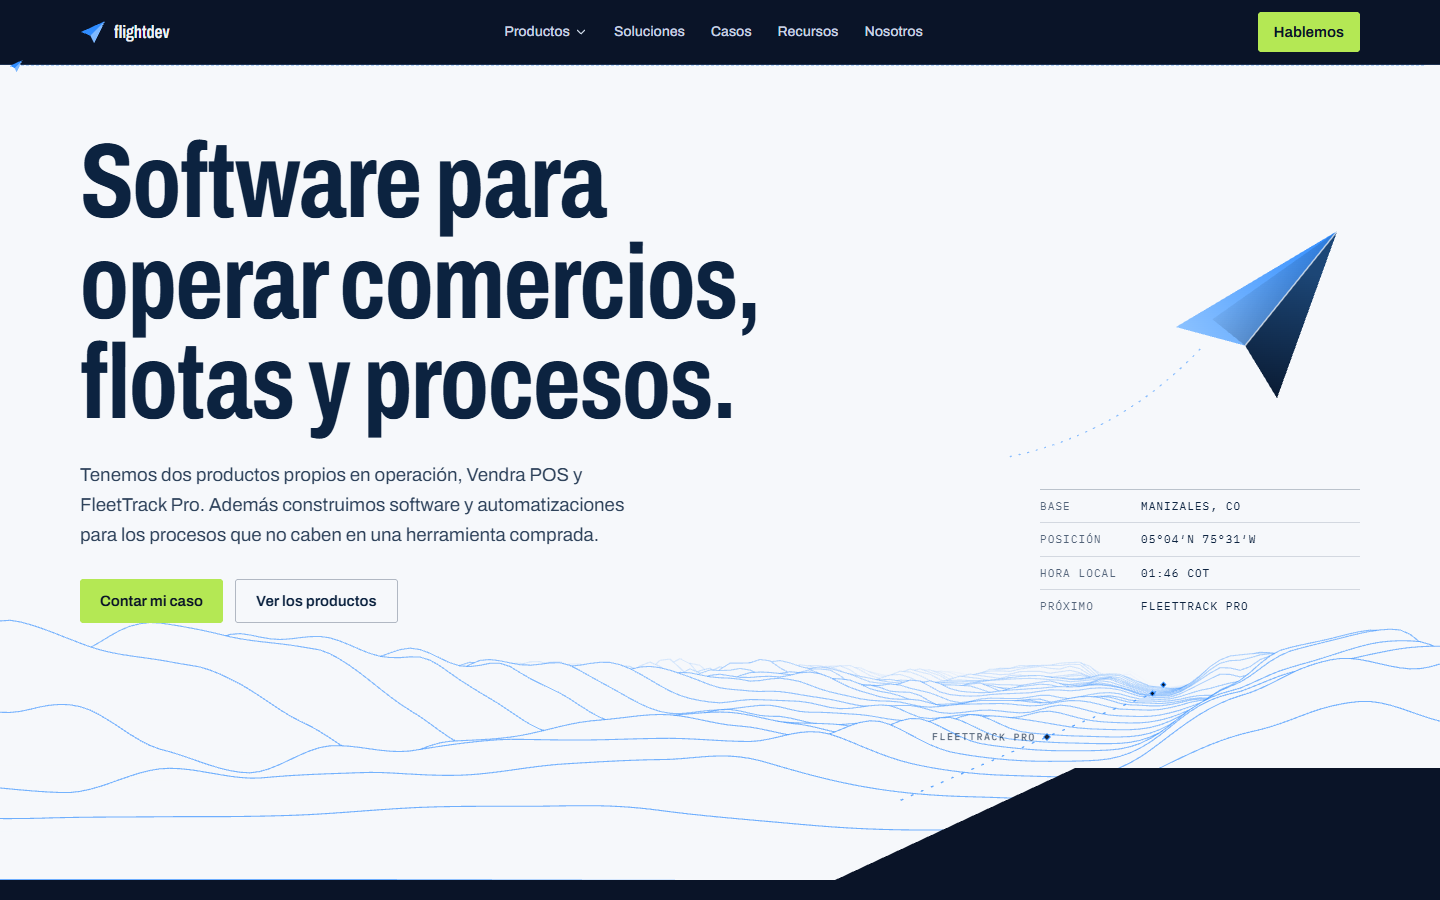 flightdev
Productos
Soluciones
Casos
Recursos
Nosotros
Hablemos
Software para
operar comercios,
flotas y procesos.
Tenemos dos productos propios en operación, Vendra POS y
FleetTrack Pro. Además construimos software y automatizaciones
para los procesos que no caben en una herramienta comprada.
Contar mi caso
Ver los productos
BASE MANIZALES, CO
POSICIÓN 05°04′N 75°31′W
HORA LOCAL 01:46 COT
PRÓXIMO FLEETTRACK PRO
FLEETTRACK PRO